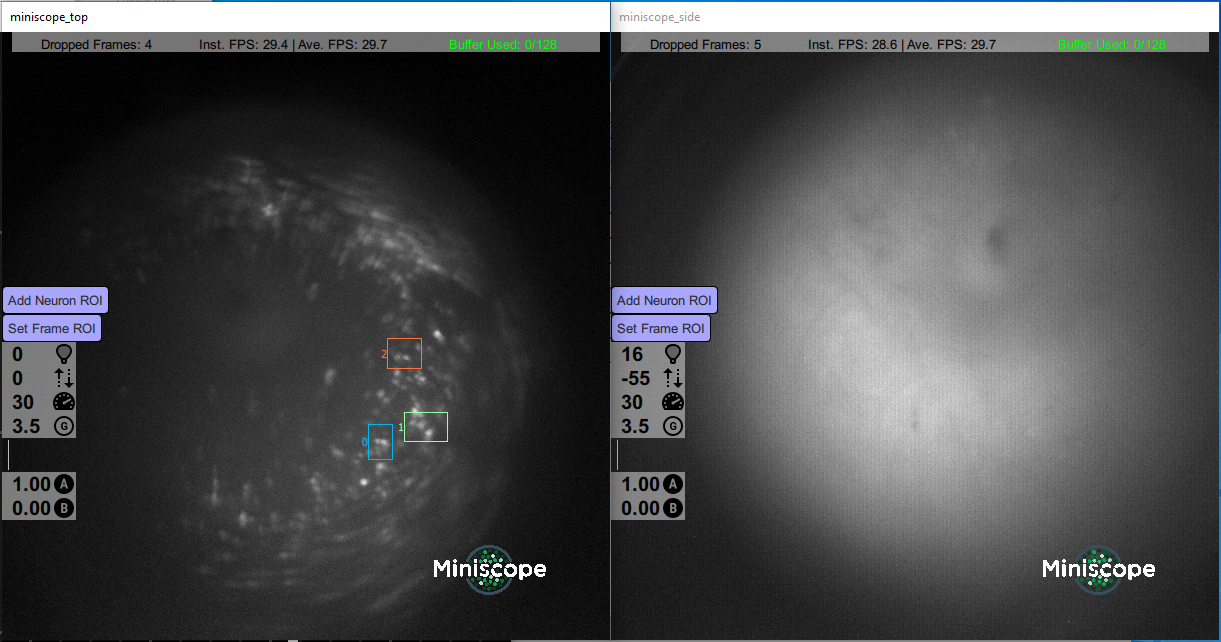 miniscope_top
Dropped Frames: 4 Inst. FPS: 29.4 | Ave. FPS: 29.7 Buffer Used: 0/128
Add Neuron ROI
Set Frame ROI
0
0
30
3.5 G
1.00 A
0.00 B
2
1
0
Miniscope
miniscope_side
Dropped Frames: 5 Inst. FPS: 28.6 | Ave. FPS: 29.7 Buffer Used: 0/128
Add Neuron ROI
Set Frame ROI
16
-55
30
3.5 G
1.00 A
0.00 B
Miniscope